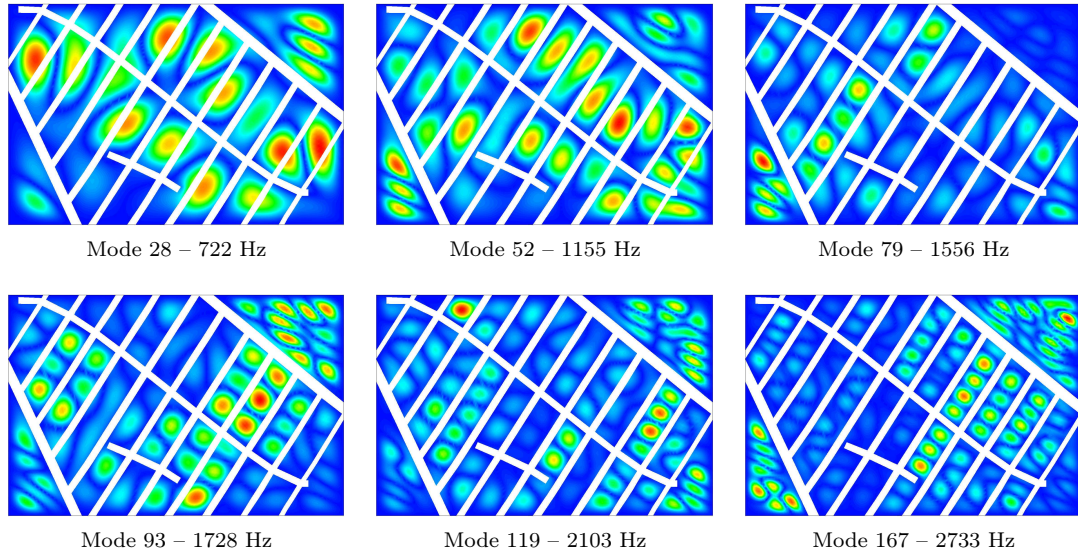 Mode 28 – 722 Hz
Mode 52 – 1155 Hz
Mode 79 – 1556 Hz
Mode 93 – 1728 Hz
Mode 119 – 2103 Hz
Mode 167 – 2733 Hz